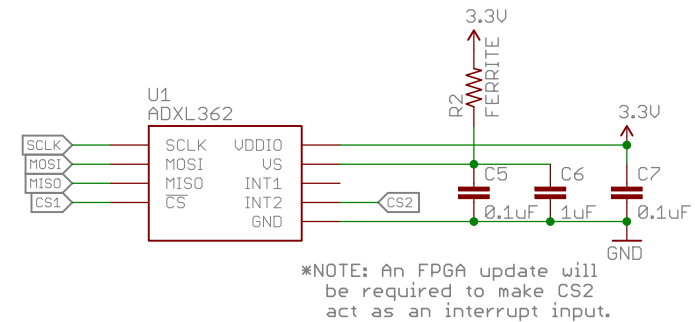 3.3V
R2
FERRITE
U1
ADXL362
3.3V
SCLK
SCLK
VDDIO
MOSI
MOSI
VS
C5
C6
C7
MISO
MISO
INT1
CS1
CS
INT2
CS2
0.1uF
1uF
0.1uF
GND
GND
*NOTE: An FPGA update will
be required to make CS2
act as an interrupt input.